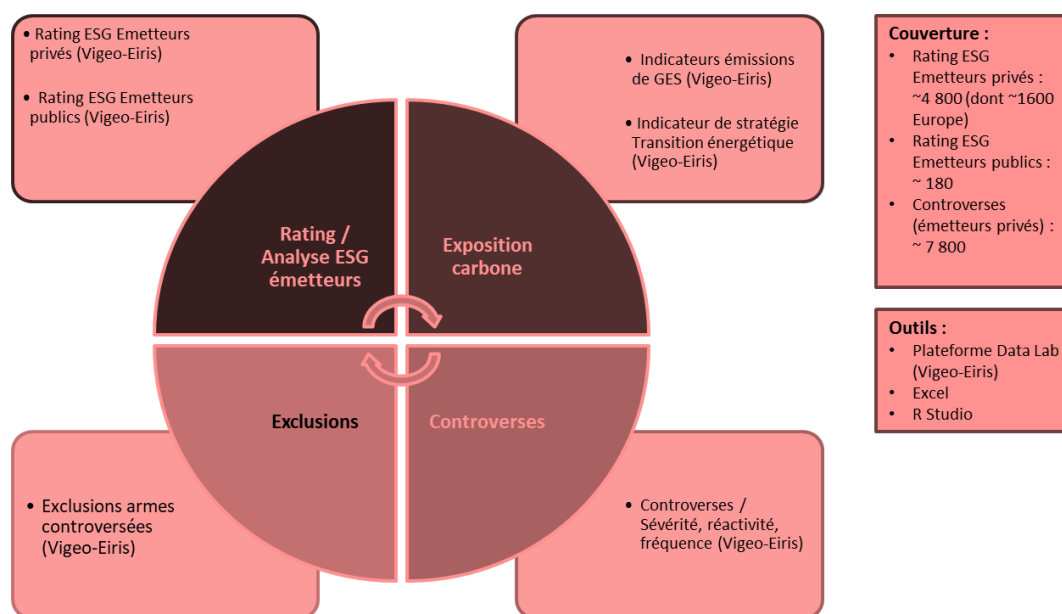 • Rating ESG Emetteurs
privés (Vigeo-Eiris)
• Rating ESG Emetteurs
publics (Vigeo-Eiris)
• Indicateurs émissions
de GES (Vigeo-Eiris)
• Indicateur de stratégie
Transition énergétique
(Vigeo-Eiris)
Rating /
Analyse ESG
émetteurs
Exposition
carbone
Exclusions
Controverses
• Exclusions armes
controversées
(Vigeo-Eiris)
• Controverses /
Sévérité, réactivité,
fréquence (Vigeo-Eiris)
Couverture :
• Rating ESG
Emetteurs privés :
~4 800 (dont ~1600
Europe)
• Rating ESG
Emetteurs publics :
~ 180
• Controverses
(émetteurs privés) :
~ 7 800
Outils :
• Plateforme Data Lab
(Vigeo-Eiris)
• Excel
• R Studio